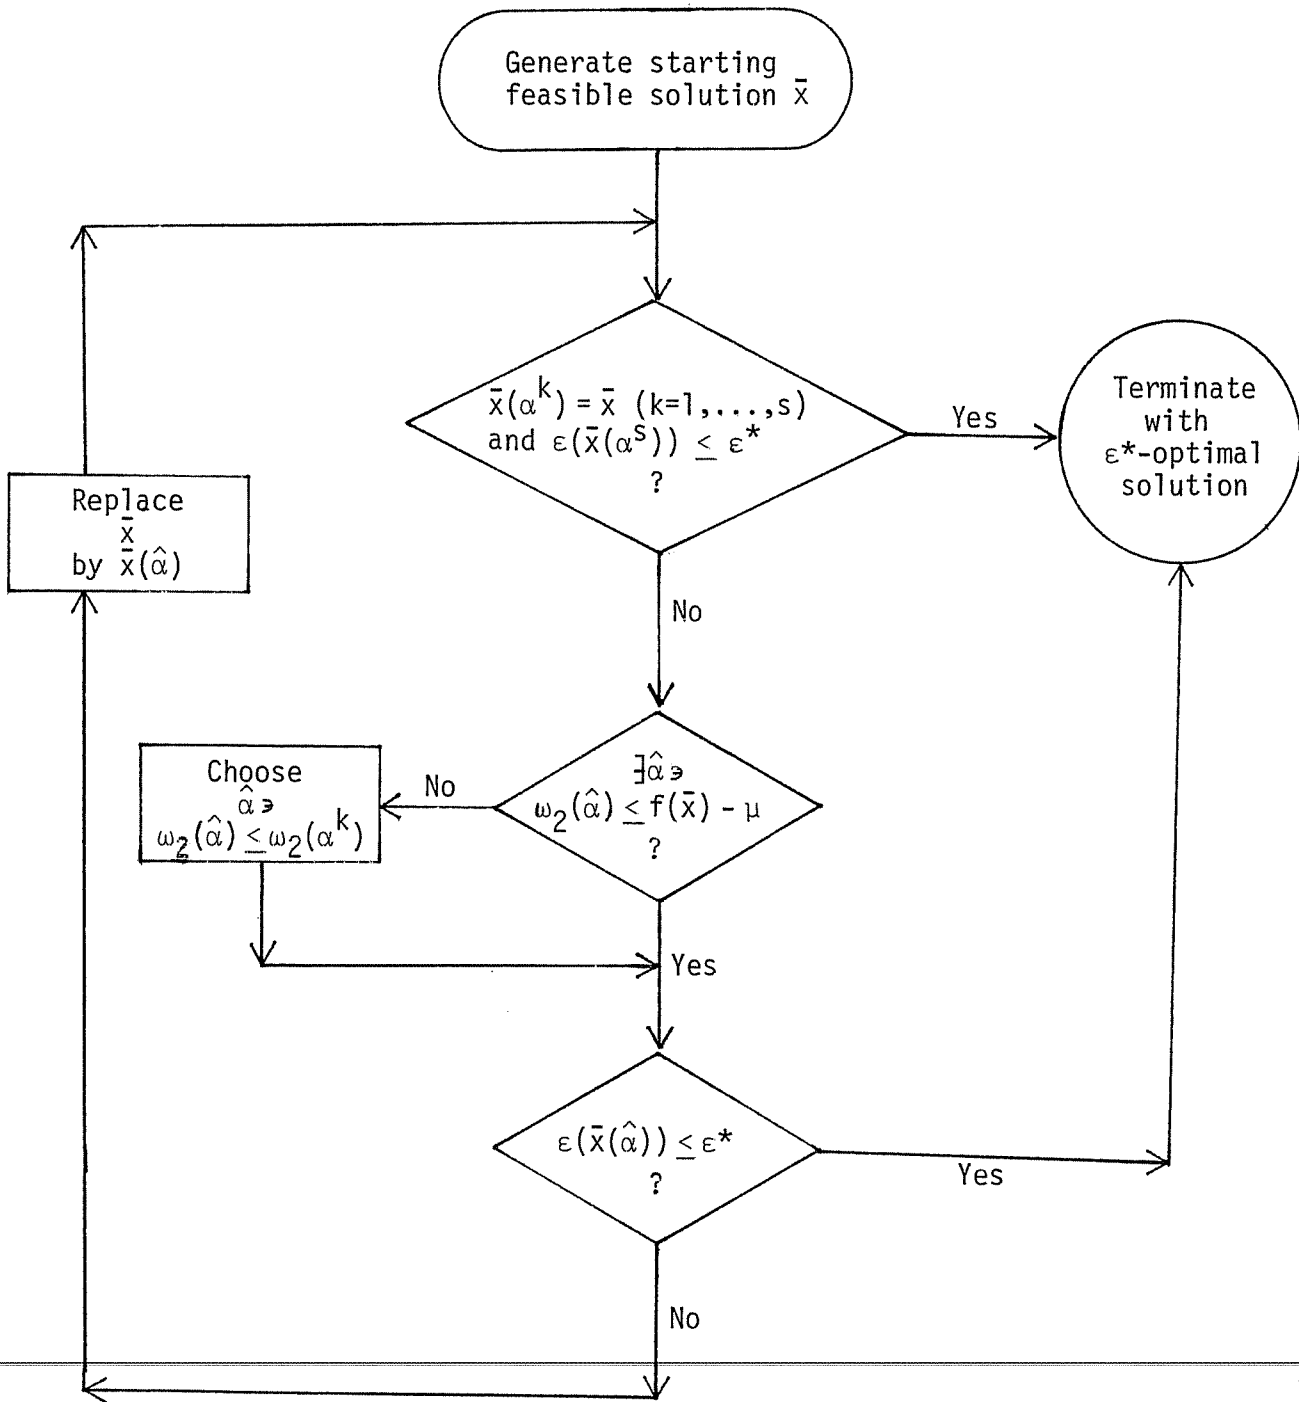 Generate starting
feasible solution x̄
x̄(α^k) = x̄ (k=1,...,s)
and ε(x̄(α^s)) ≤ ε*
?
Yes
Terminate
with
ε*-optimal
solution
Replace
x̄
by x̄(α̂)
No
∃α̂ ∍
ω₂(α̂) ≤ f(x̄) - μ
?
No
Choose
α̂ ∍
ω₂(α̂) ≤ ω₂(α^k)
Yes
ε(x̄(α̂)) ≤ ε*
?
Yes
No